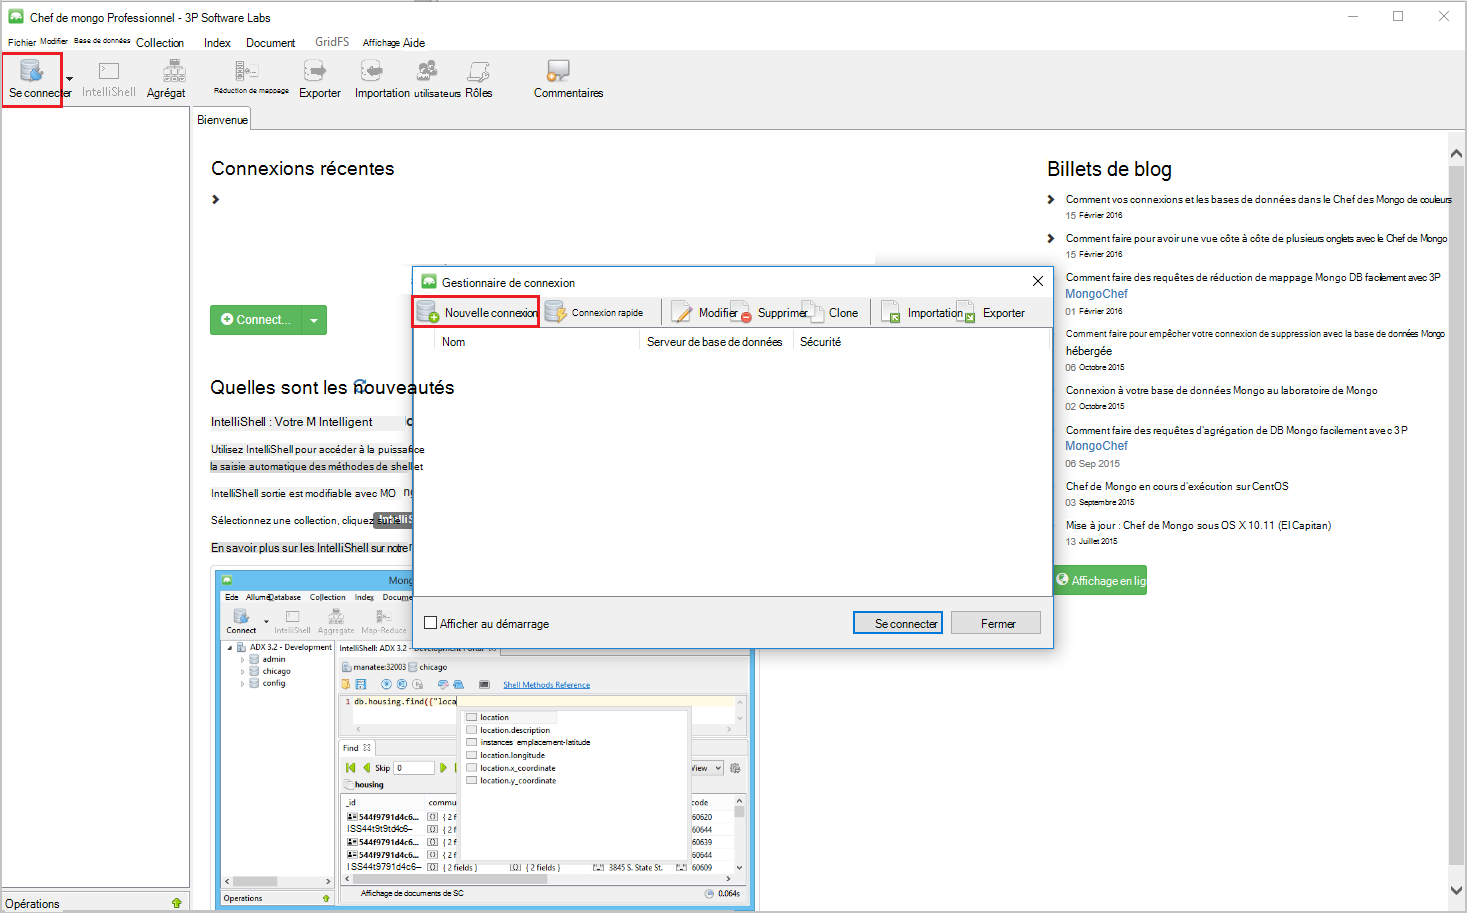 Chef de mongo Professionnel - 3P Software Labs
Fichier Modifier Base de données Collection Index Document GridFS Affichage Aide
Se connecter IntelliShell Agrégat Réduction de mappage Exporter Importation utilisateurs Rôles Commentaires
Bienvenue
Connexions récentes
Connect...
Quelles sont les nouveautés
IntelliShell : Votre M Intelligent
Utilisez IntelliShell pour accéder à la puissance
la saisie automatique des méthodes de shell et
IntelliShell sortie est modifiable avec MO
Sélectionnez une collection, cliquez sur le IntelliS
En savoir plus sur les IntelliShell sur notre
Gestionnaire de connexion
Nouvelle connexion Connexion rapide Modifier Supprimer Clone Importation Exporter
Nom Serveur de base de données Sécurité
Afficher au démarrage
Se connecter Fermer
Billets de blog
Comment vos connexions et les bases de données dans le Chef des Mongo de couleurs
15 Février 2016
Comment faire pour avoir une vue côte à côte de plusieurs onglets avec le Chef de Mongo
15 Février 2016
Comment faire des requêtes de réduction de mappage Mongo DB facilement avec 3P
MongoChef
01 Février 2016
Comment faire pour empêcher votre connexion de suppression avec la base de données Mongo
hébergée
06 Octobre 2015
Connexion à votre base de données Mongo au laboratoire de Mongo
02 Octobre 2015
Comment faire des requêtes d'agrégation de DB Mongo facilement avec 3 P
MongoChef
06 Sep 2015
Chef de Mongo en cours d'exécution sur CentOS
03 Septembre 2015
Mise à jour : Chef de Mongo sous OS X 10.11 (El Capitan)
13 Juillet 2015
Affichage en lig
Mong
Ede Allumé Database Collection Index Docume
Connect IntelliShell Aggregate Map-Reduce
ADX 3.2 - Development
admin
chicago
config
IntelliShell: ADX 3.2 - Development
manatee:32003 chicago
Shell Methods Reference
1 db.housing.find({"loca
location
location.description
instances emplacement-latitude
location.longitude
location.x_coordinate
location.y_coordinate
Find
Skip 0
View
housing
_id commu code
544f9791d4c6... { 2 f 60620
ISS44t9t9td4c6– { 2 f 60644
544f9791d4c6... { 2 f 60639
544f9791d4c6... { 2 f 60644
ISS44t9791d4c6– { 2 fields } { 2 fields } 3845 S. State St. 60609
Affichage de documents de SC 0.064s
Operations
Opérations